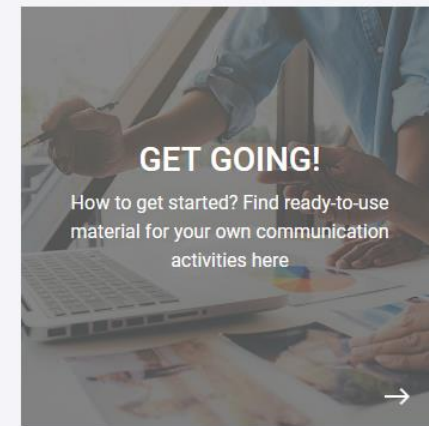 GET GOING!
How to get started? Find ready-to-use
material for your own communication
activities here